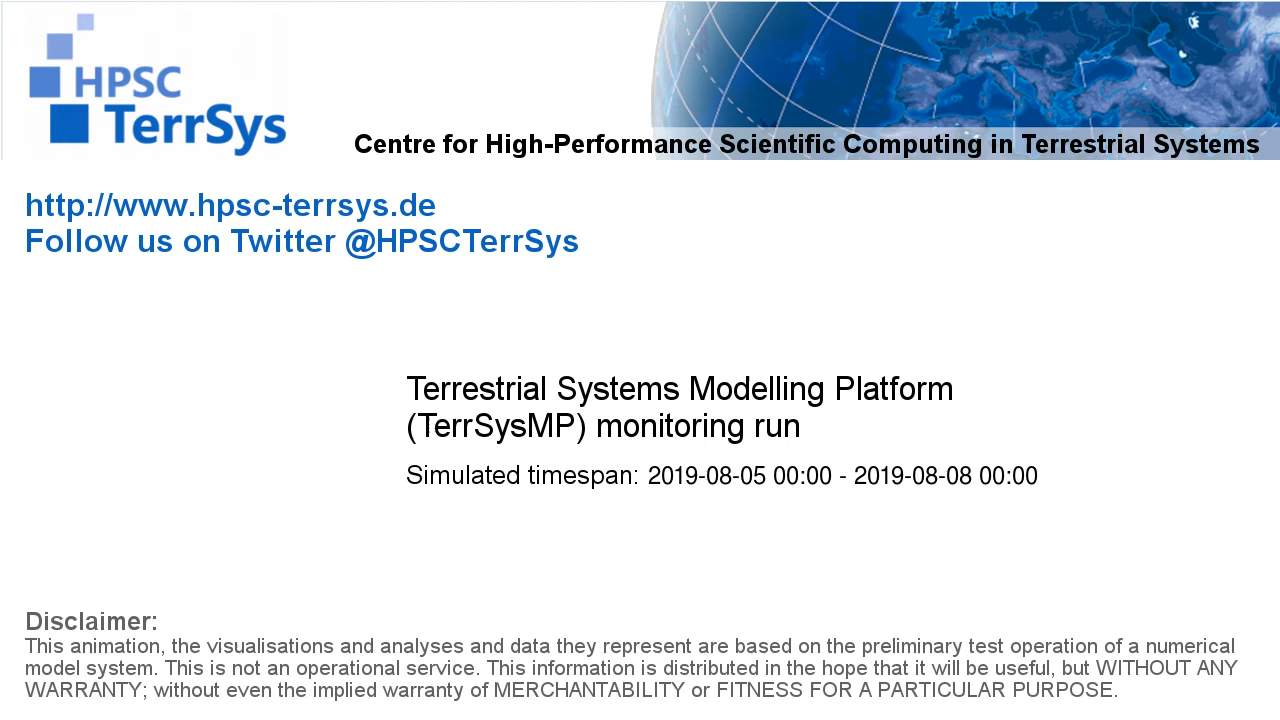 HPSC
TerrSys
Centre for High-Performance Scientific Computing in Terrestrial Systems
http://www.hpsc-terrsys.de
Follow us on Twitter @HPSCTerrSys
Terrestrial Systems Modelling Platform
(TerrSysMP) monitoring run
Simulated timespan: 2019-08-05 00:00 - 2019-08-08 00:00
Disclaimer:
This animation, the visualisations and analyses and data they represent are based on the preliminary test operation of a numerical
model system. This is not an operational service. This information is distributed in the hope that it will be useful, but WITHOUT ANY
WARRANTY; without even the implied warranty of MERCHANTABILITY or FITNESS FOR A PARTICULAR PURPOSE.